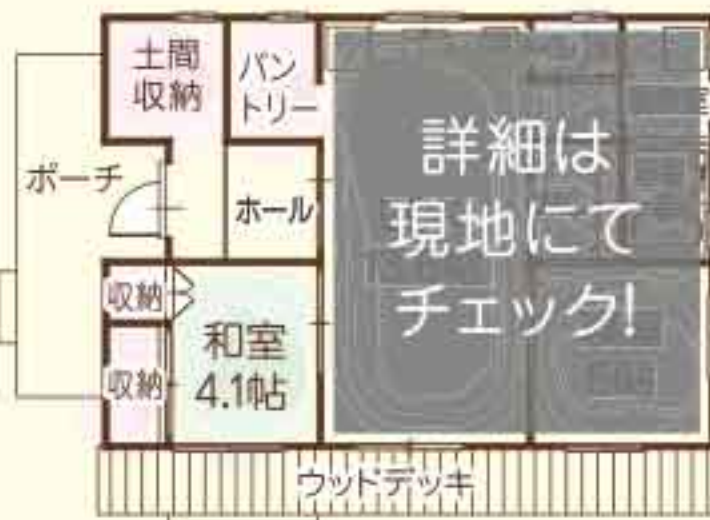 土間
収納
パン
トリー
ポーチ
ホール
収納
収納
和室
4.1帖
詳細は
現地にて
チェック!
ウッドデッキ